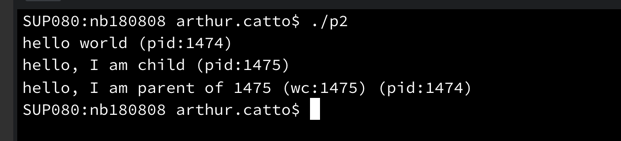 SUP080:nb180808 arthur.catto$ ./p2
hello world (pid:1474)
hello, I am child (pid:1475)
hello, I am parent of 1475 (wc:1475) (pid:1474)
SUP080:nb180808 arthur.catto$